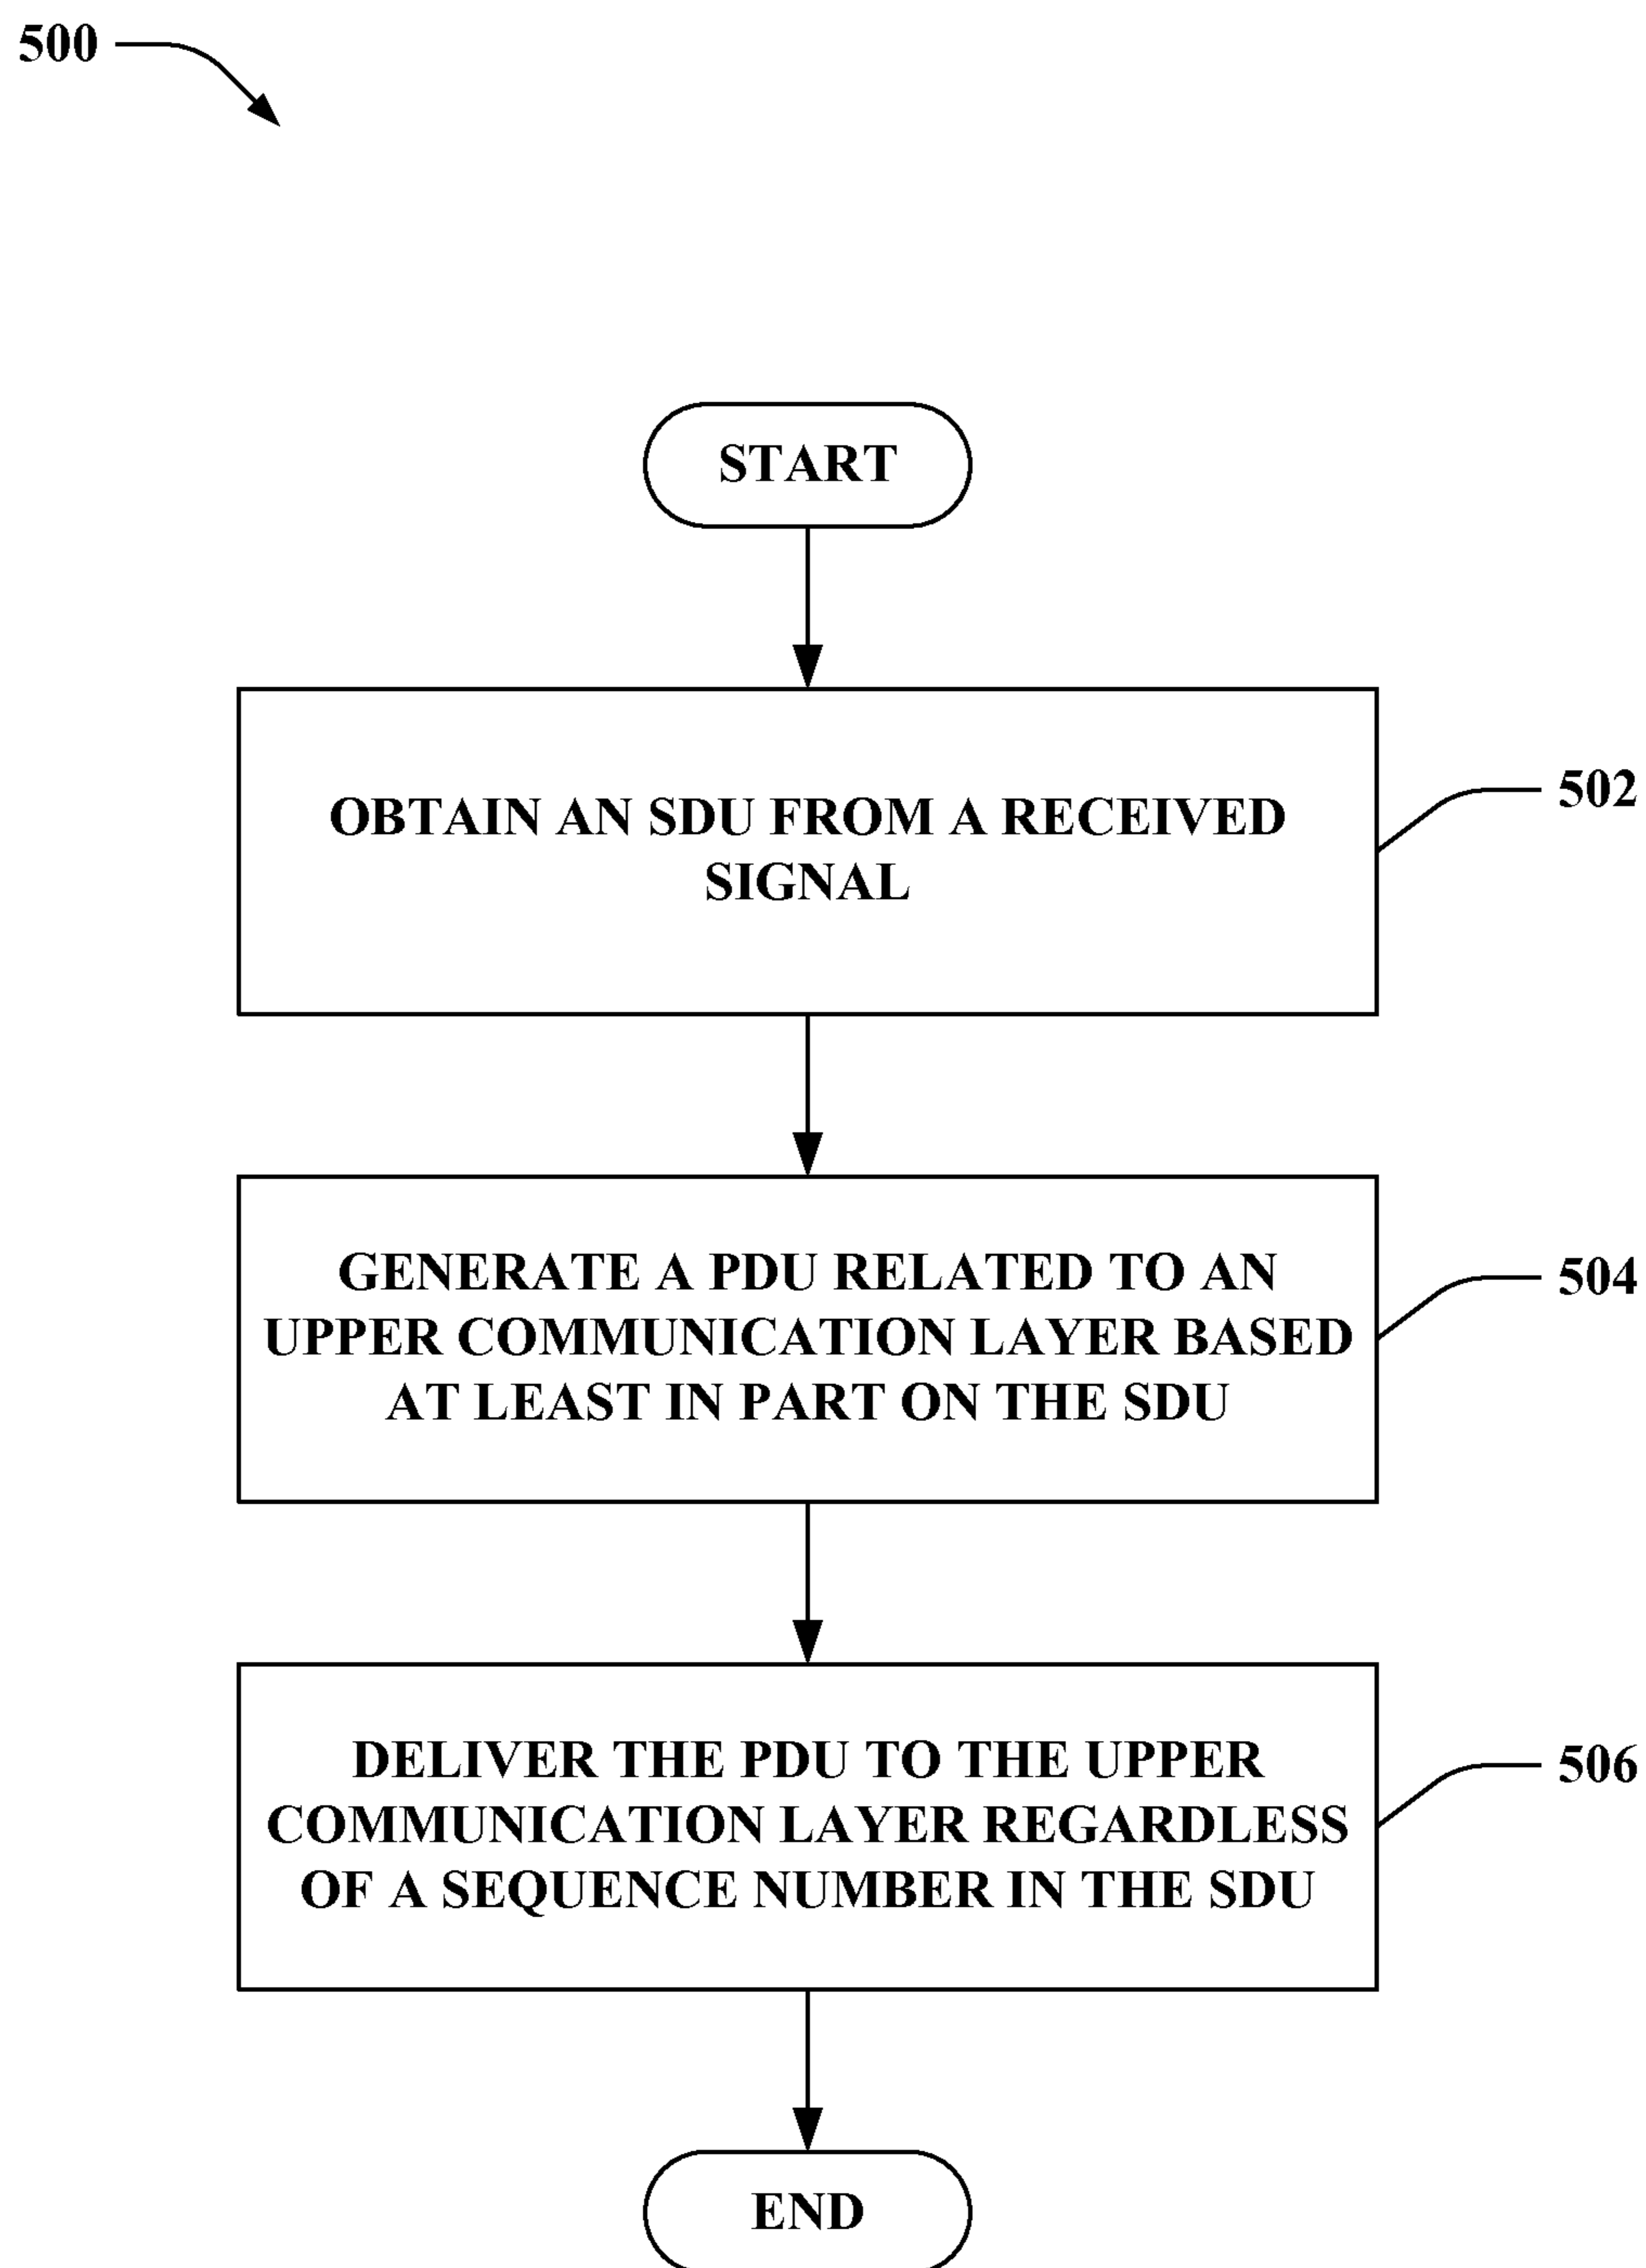 500
START
OBTAIN AN SDU FROM A RECEIVED
SIGNAL
502
GENERATE A PDU RELATED TO AN
UPPER COMMUNICATION LAYER BASED
AT LEAST IN PART ON THE SDU
504
DELIVER THE PDU TO THE UPPER
COMMUNICATION LAYER REGARDLESS
OF A SEQUENCE NUMBER IN THE SDU
506
END